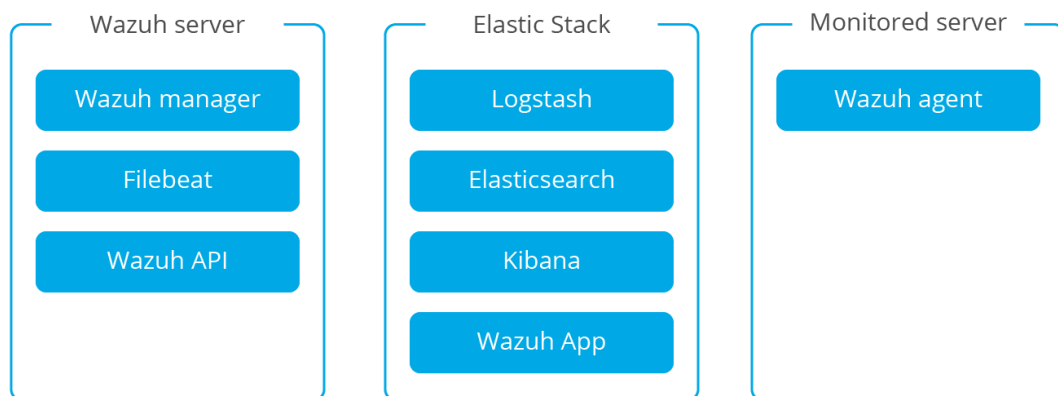 Wazuh server
Wazuh manager
Filebeat
Wazuh API
Elastic Stack
Logstash
Elasticsearch
Kibana
Wazuh App
Monitored server
Wazuh agent